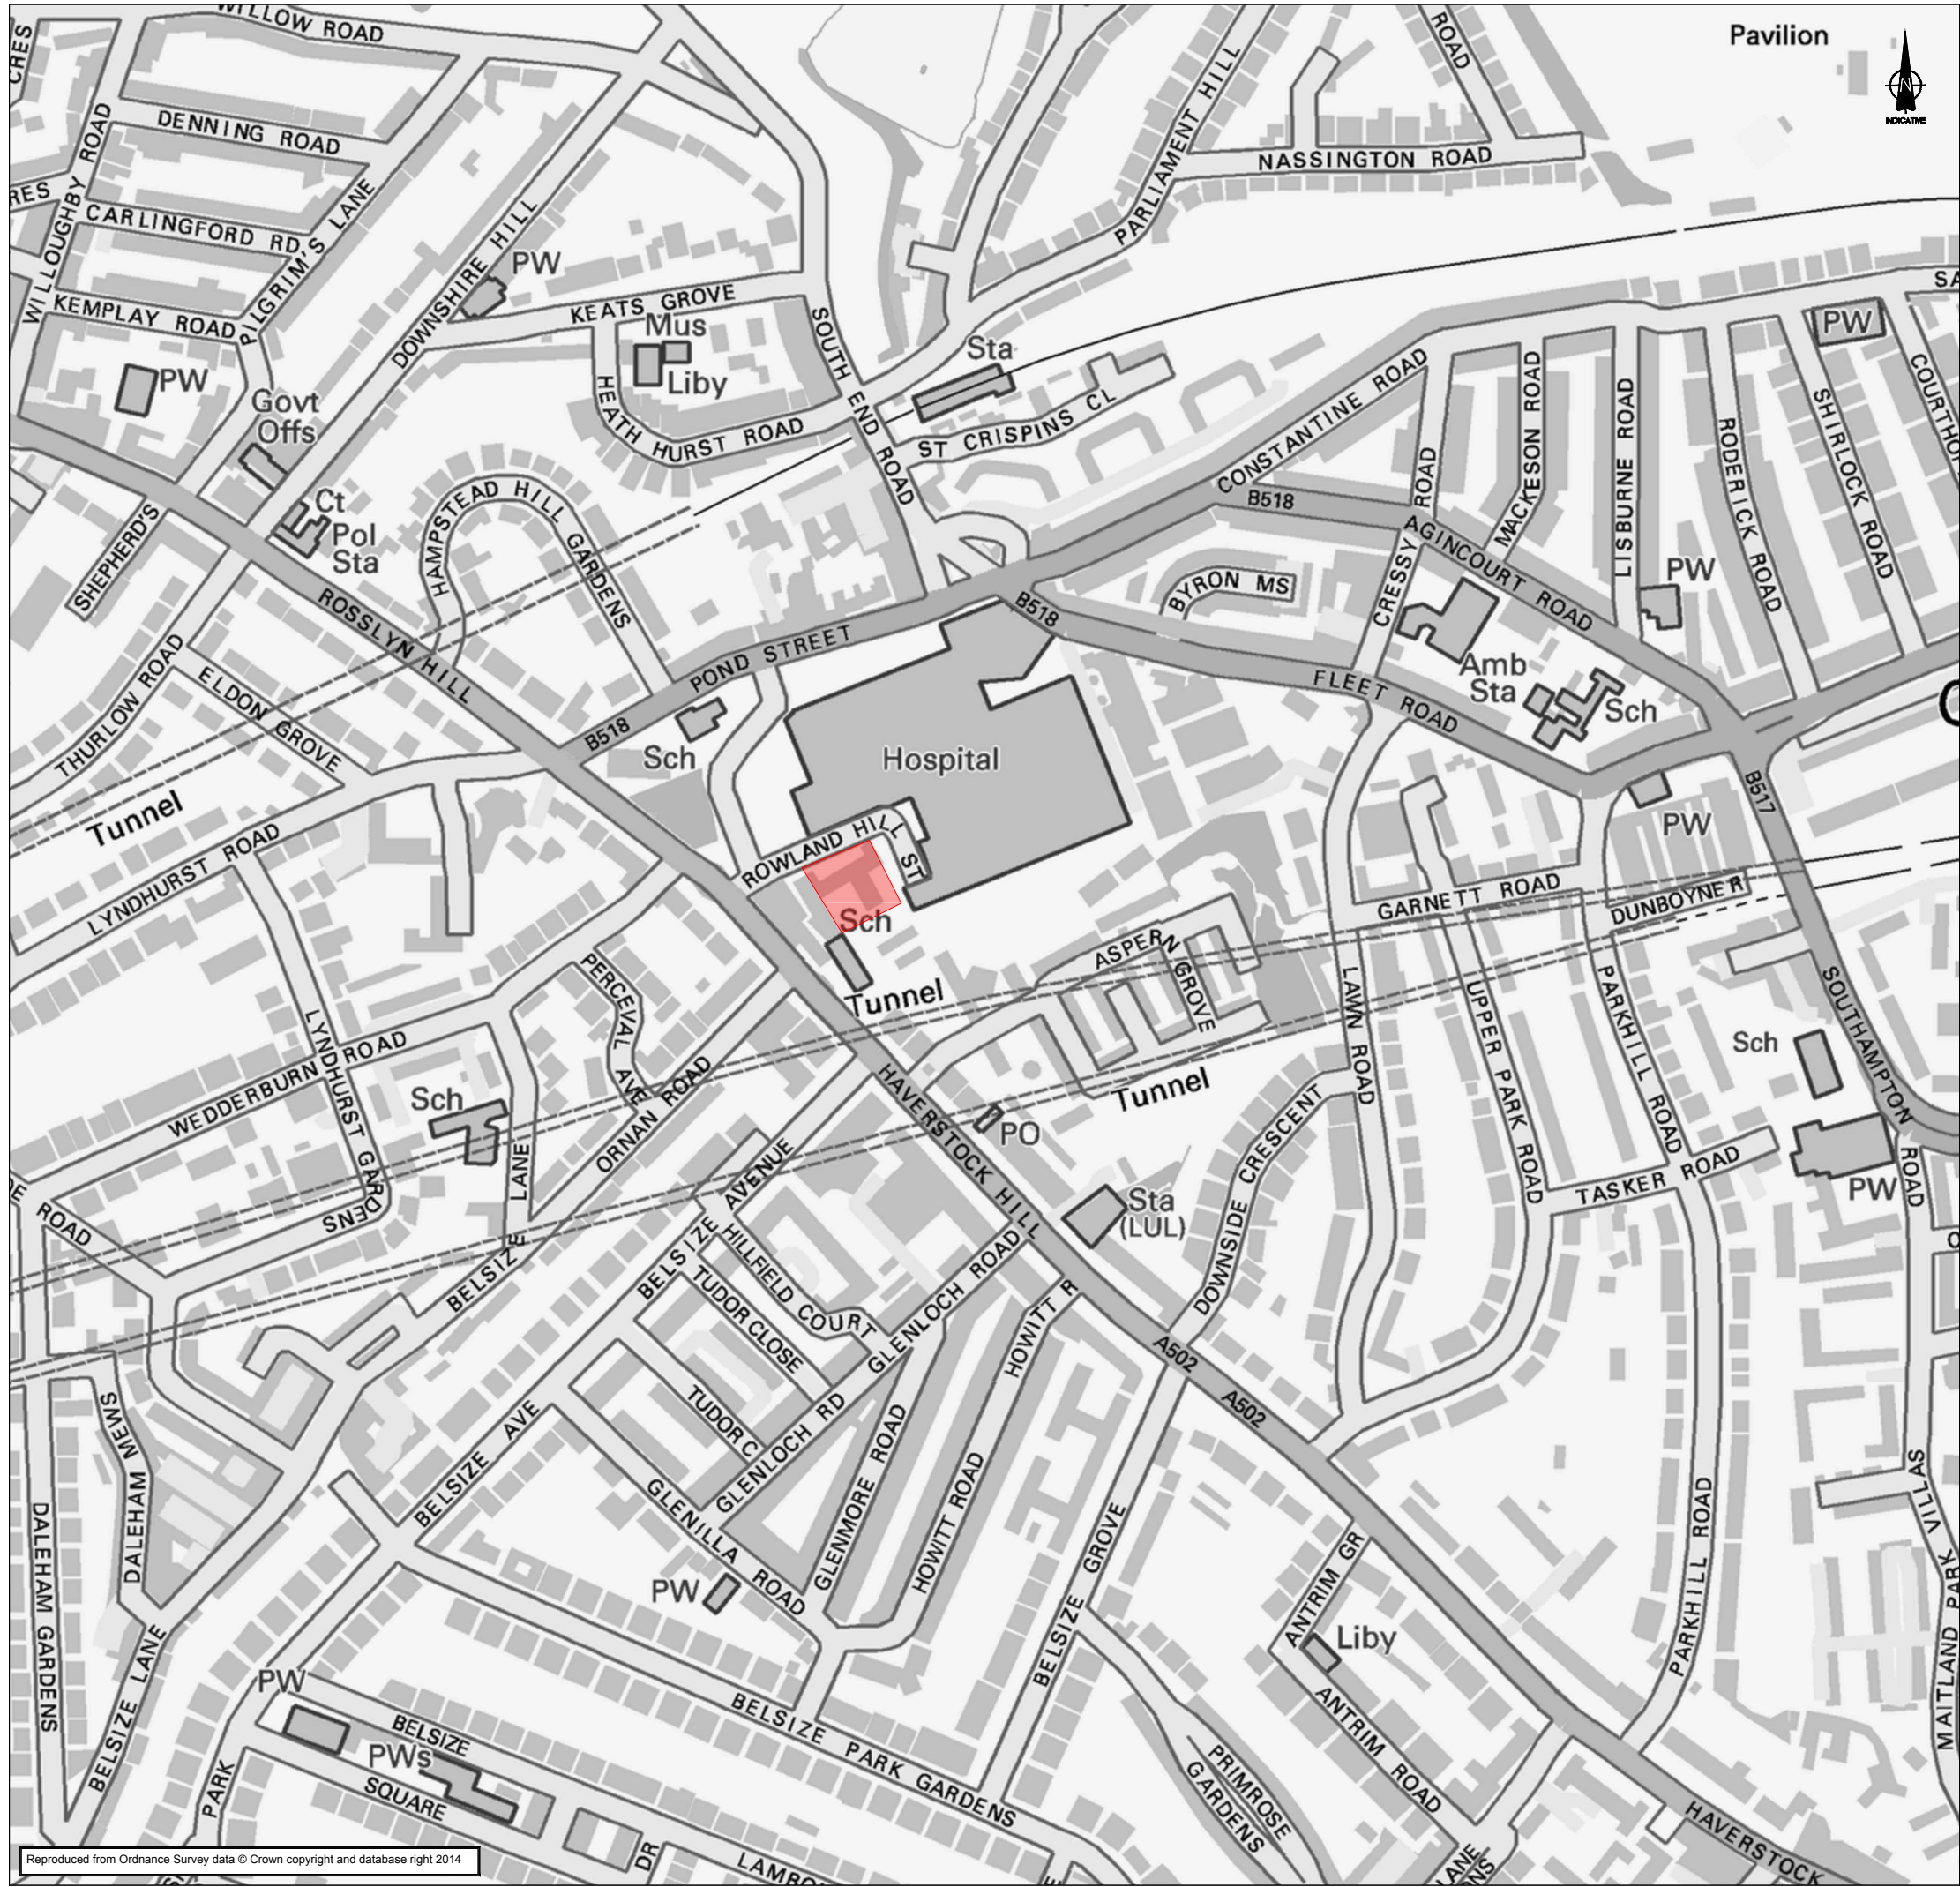 WILLOW ROAD
CRES
ROAD
Pavilion
INDICATIVE
DENNING ROAD
PARLIAMENT HILL
NASSINGTON ROAD
WILLOUGHBY ROAD
RES
CARLINGFORD RD
PILGRIM'S LANE
DOWNSHIRE HILL
PW
KEMPLAY ROAD
KEATS GROVE
Mus
Liby
SOUTH END ROAD
Sta
PW
SA
PW
Govt
Offs
HEATH HURST ROAD
ST CRISPINS CL
CONSTANTINE ROAD
CRESSY ROAD
MACKESON ROAD
LISBURNE ROAD
RODERICK ROAD
SHIRLOCK ROAD
COURTHO
Ct
Pol
Sta
SHEPHERD'S
HAMPSTEAD HILL GARDENS
B518
AGINCOURT ROAD
BYRON MS
CRESSY
PW
ROSSLYN HILL
B518
POND STREET
B518
FLEET ROAD
Amb
Sta
Sch
THURLOW ROAD
ELDON GROVE
Sch
Hospital
C
Tunnel
B517
PW
LYNDHURST ROAD
ROWLAND HILL ST
Sch
GARNETT ROAD
DUNBOYNE R
ASPERN GROVE
Tunnel
PERCEVAL AVE
LYNDHURST GARDENS
WEDDERBURN ROAD
LAWN ROAD
UPPER PARK ROAD
PARKHILL ROAD
SOUTHAMPTON ROAD
Sch
Sch
ORNAN ROAD
HAVERSTOCK HILL
PO
Tunnel
DOWNSIDE CRESCENT
TASKER ROAD
PW
ROAD
BELSIZE LANE
BELSIZE AVENUE
Sta
(LUL)
HILLFIELD COURT
TUDOR CLOSE
GLENLOCH ROAD
HOWITT R
A502
A502
TUDOR C
GLENLOCH RD
BELSIZE AVE
GLENILLA ROAD
GLENMORE ROAD
HOWITT ROAD
DALEHAM MEWS
DALEHAM GARDENS
BELSIZE LANE
PW
BELSIZE GROVE
ANTRIM GR
Liby
ANTRIM ROAD
PARKHILL ROAD
MAITLAND PARK VILLAS
PW
BELSIZE
PWs
SQUARE
PARK
BELSIZE PARK GARDENS
PRIMROSE
GARDENS
HAVERSTOCK
DR
LAMBO
LANE
Reproduced from Ordnance Survey data © Crown copyright and database right 2014